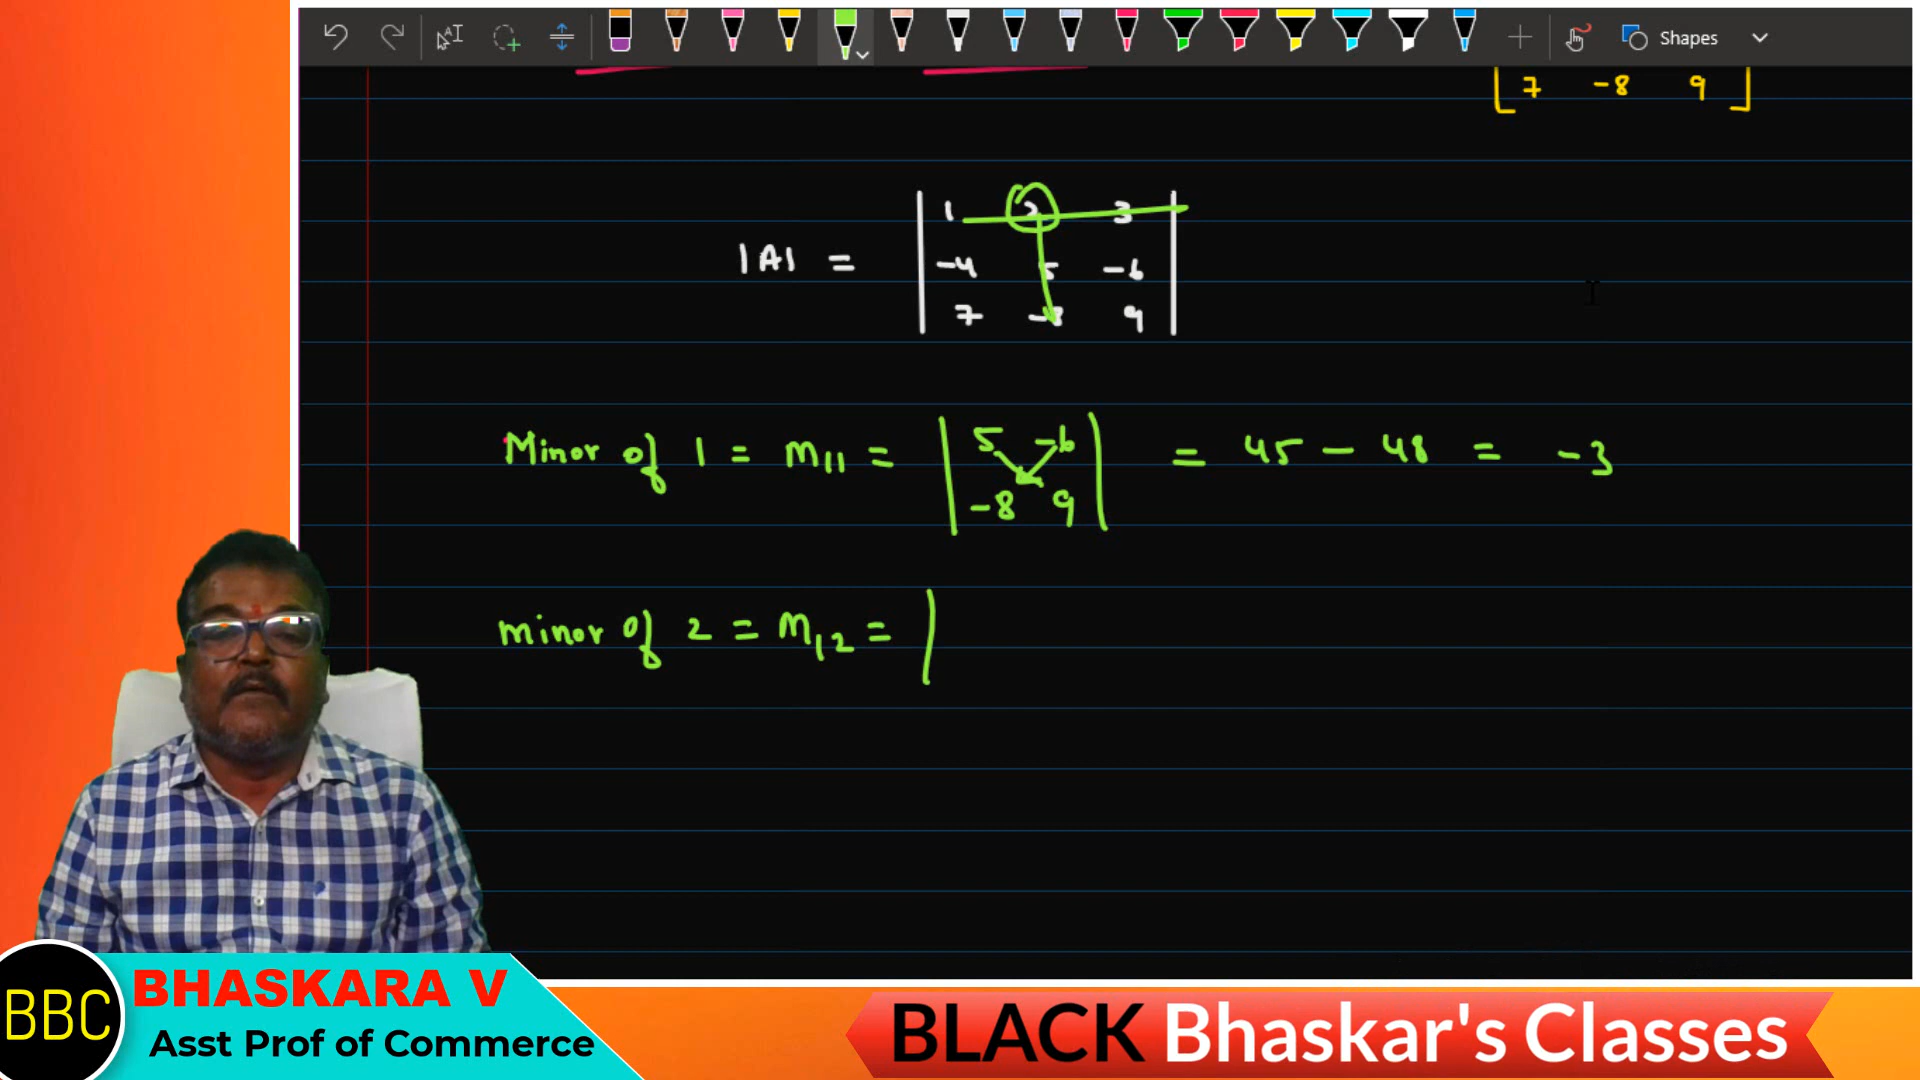 Shapes
7 -8 9
1 2 3
|A| =
-4 5 -6
7 -8 9
Minor of 1 = M11 = | 5 -6 | = 45 - 48 = -3
-8 9
minor of 2 = M12 = |
BBC
BHASKARA V
Asst Prof of Commerce
BLACK Bhaskar's Classes